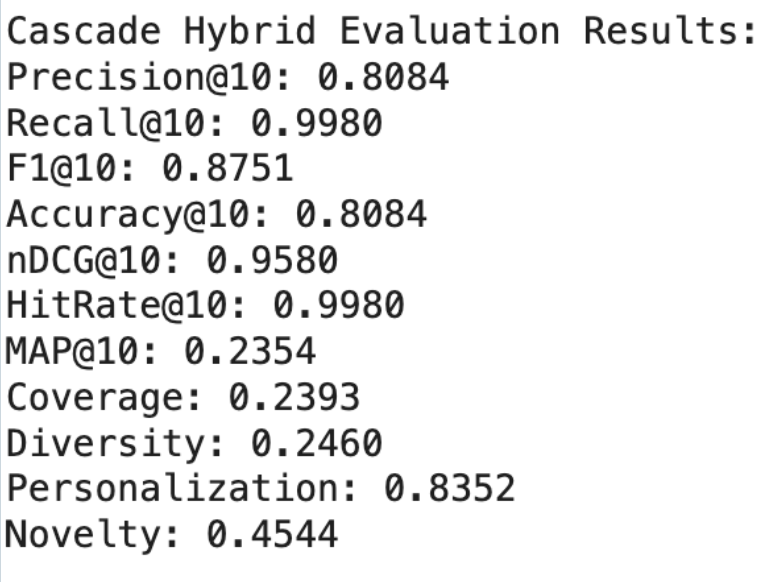 Cascade Hybrid Evaluation Results:
Precision@10: 0.8084
Recall@10: 0.9980
F1@10: 0.8751
Accuracy@10: 0.8084
nDCG@10: 0.9580
HitRate@10: 0.9980
MAP@10: 0.2354
Coverage: 0.2393
Diversity: 0.2460
Personalization: 0.8352
Novelty: 0.4544